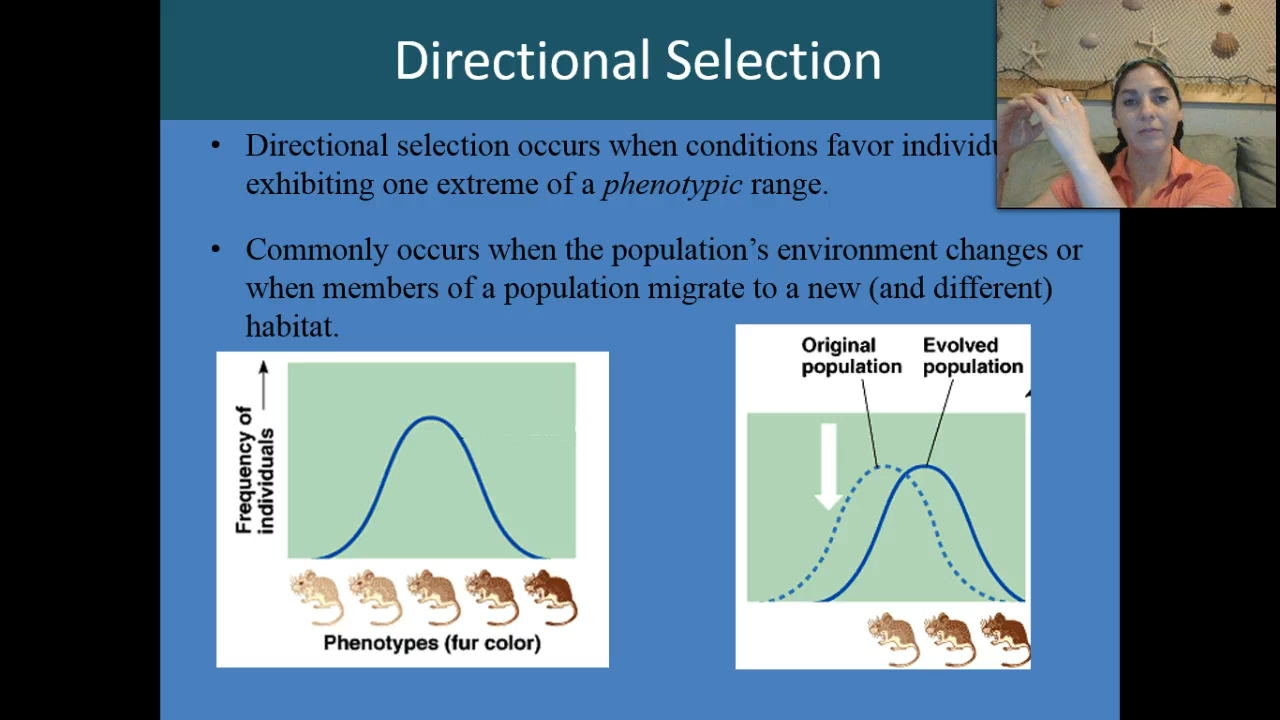 Directional Selection
• Directional selection occurs when conditions favor
exhibiting one extreme of a phenotypic range.
• Commonly occurs when the population's environment changes or
when members of a population migrate to a new (and different)
habitat.
Frequency of
individuals
Phenotypes (fur color)
Original
population
Evolved
population